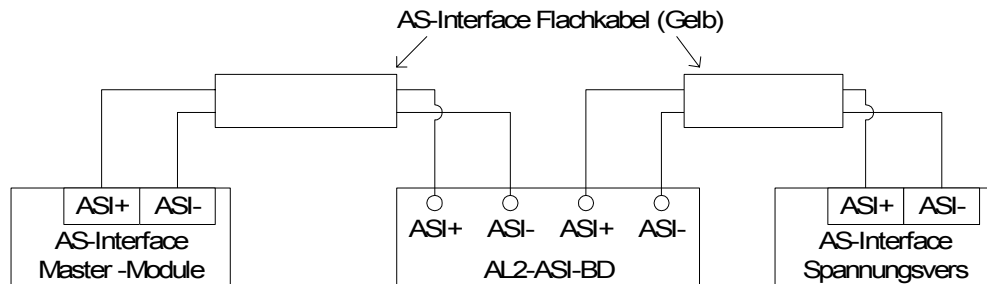 AS-Interface Flachkabel (Gelb)
ASI+ ASI-
AS-Interface
Master -Module
ASI+ ASI- ASI+ ASI-
AL2-ASI-BD
ASI+ ASI-
AS-Interface
Spannungsvers